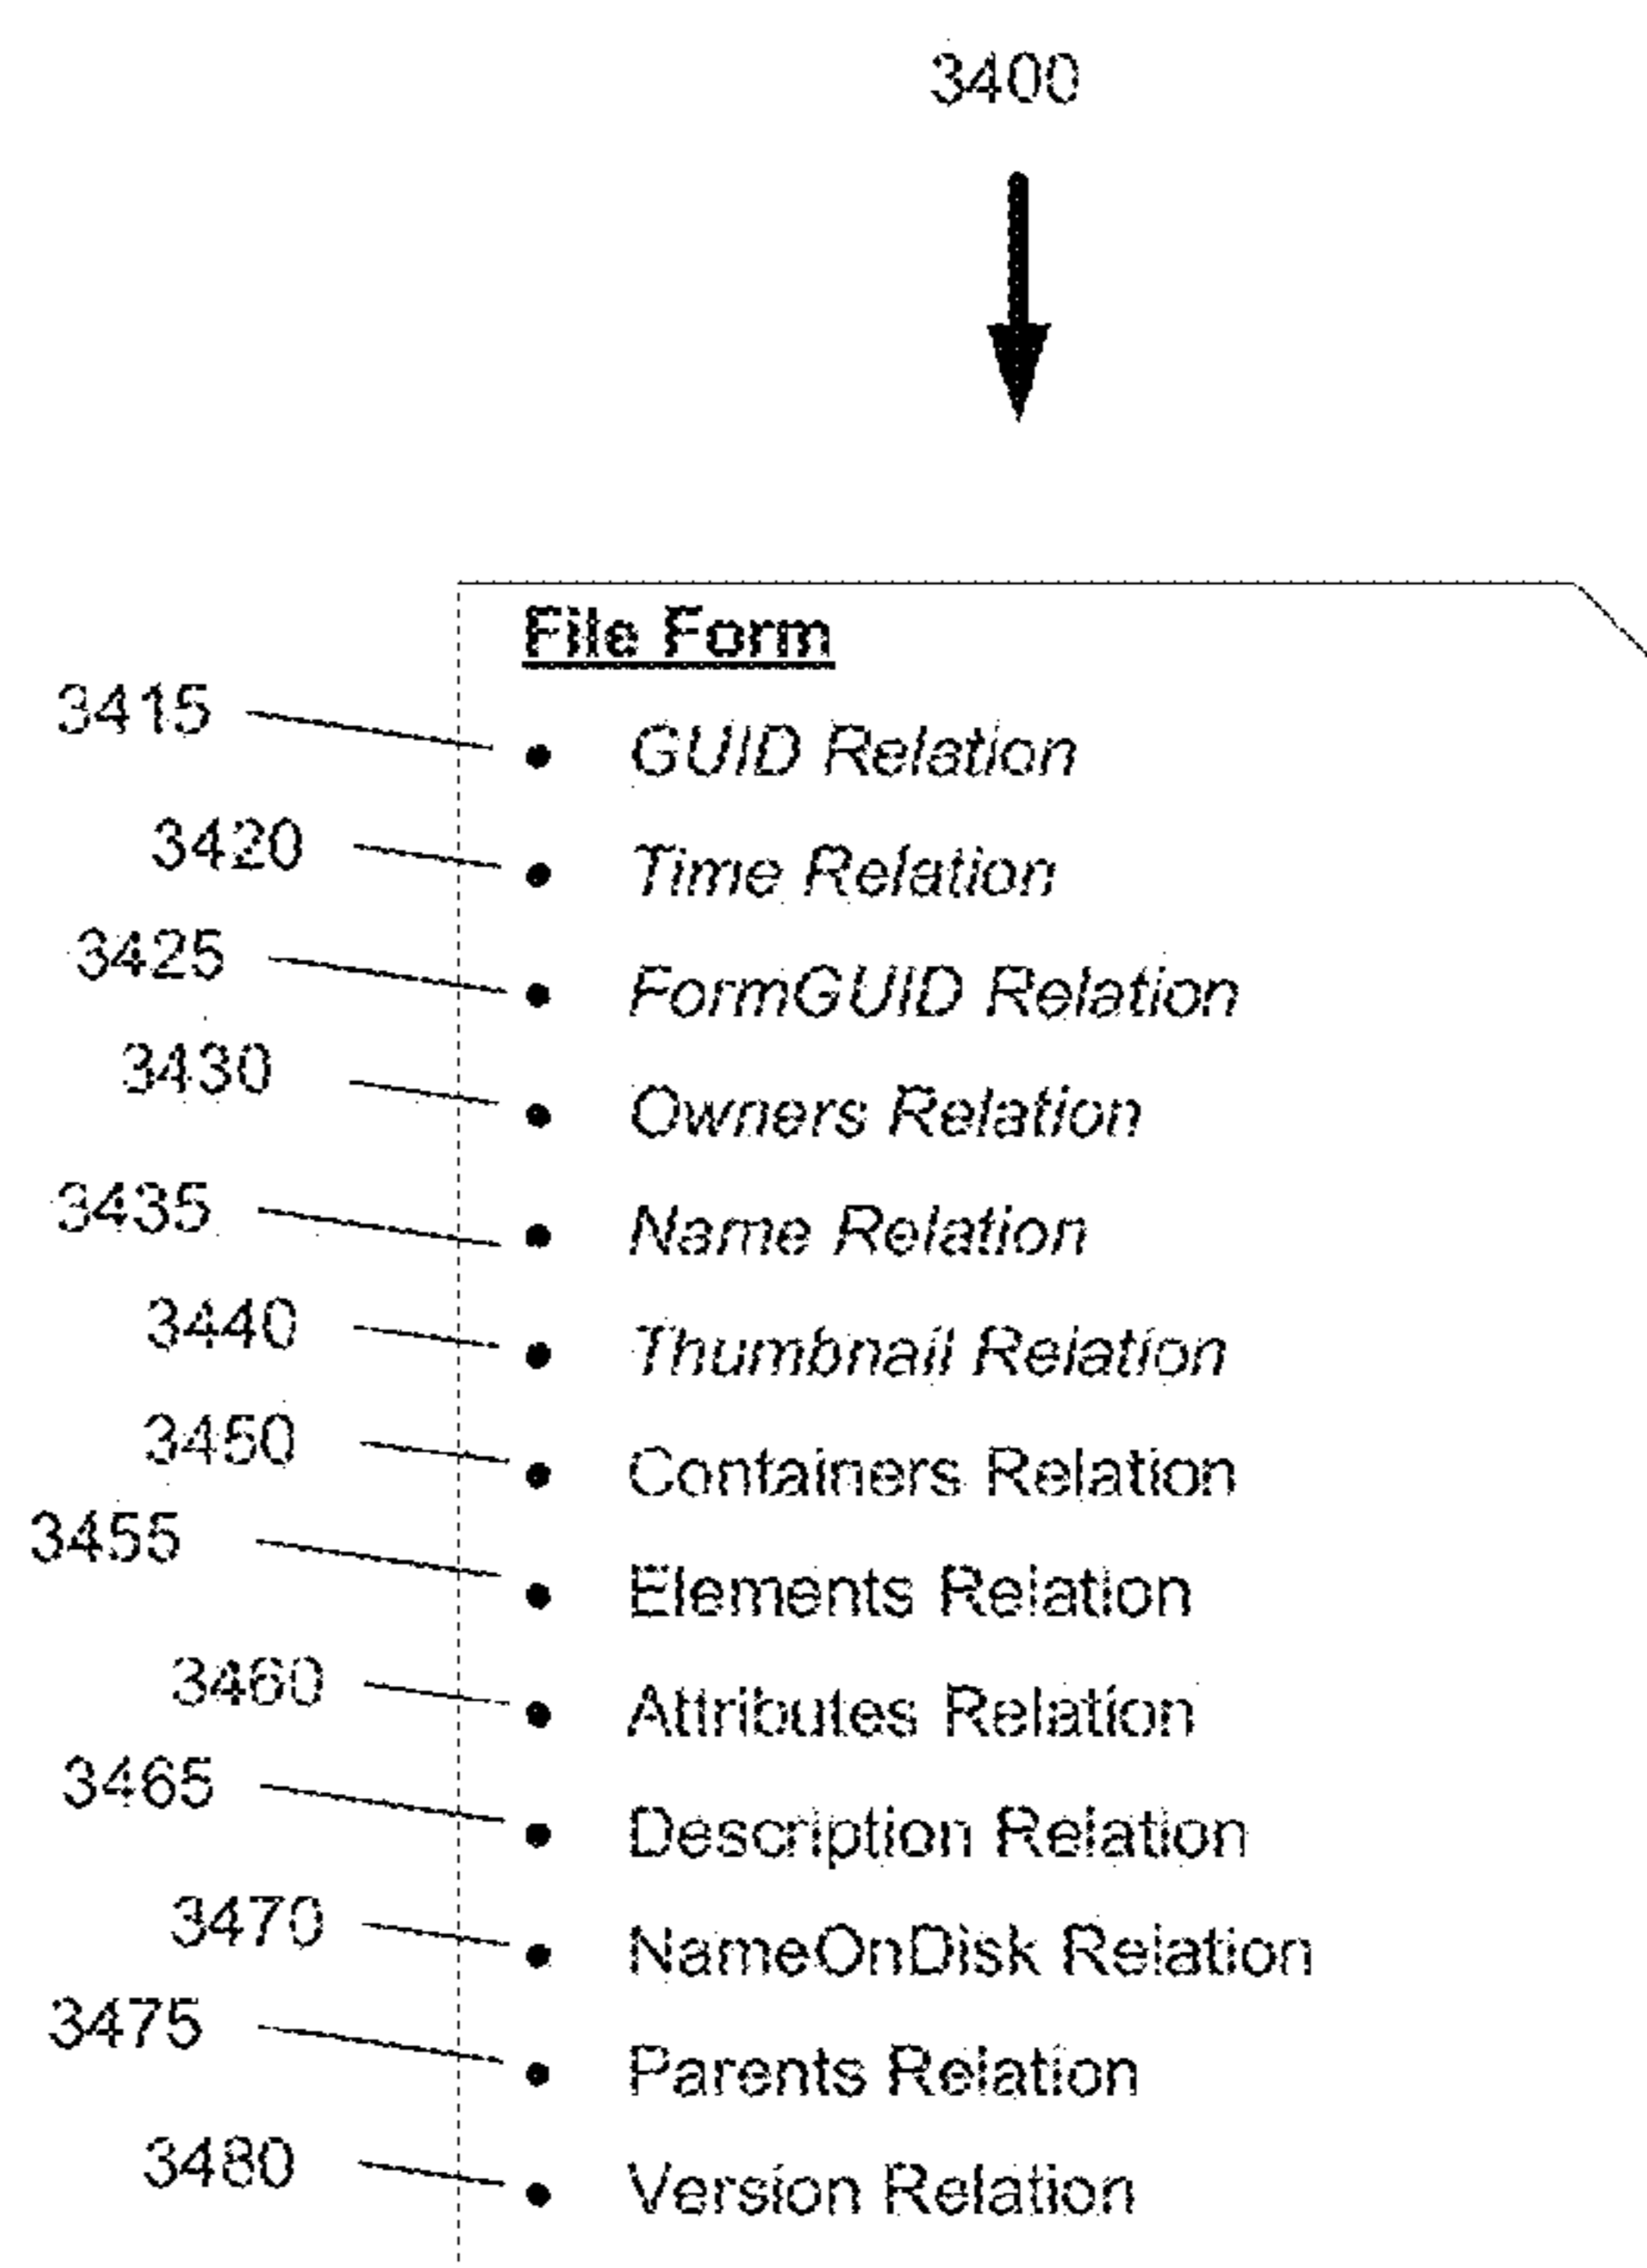 3400
File Form
3415 • GUID Relation
3420 • Time Relation
3425 • FormGUID Relation
3430 • Owners Relation
3435 • Name Relation
3440 • Thumbnail Relation
3450 • Containers Relation
3455 • Elements Relation
3460 • Attributes Relation
3465 • Description Relation
3470 • NameOnDisk Relation
3475 • Parents Relation
3480 • Version Relation